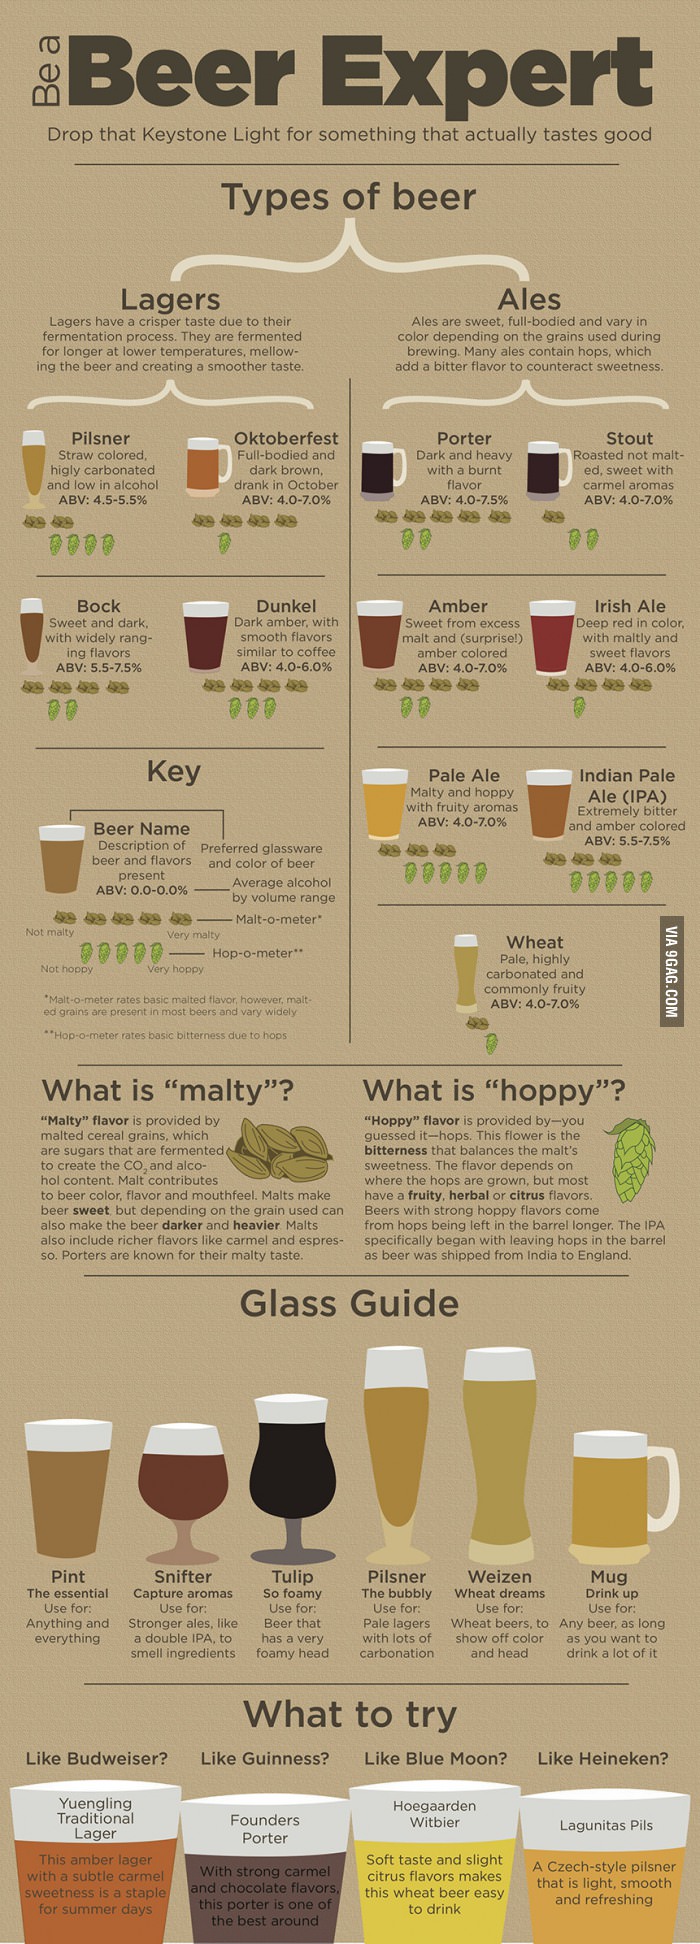 Be a
Beer Expert
Drop that Keystone Light for something that actually tastes good
Types of beer
Lagers
Lagers have a crisper taste due to their
fermentation process. They are fermented
for longer at lower temperatures, mellow-
ing the beer and creating a smoother taste.
Ales
Ales are sweet, full-bodied and vary in
color depending on the grains used during
brewing. Many ales contain hops, which
add a bitter flavor to counteract sweetness.
Pilsner
Straw colored,
higly carbonated
and low in alcohol
ABV: 4.5-5.5%
Oktoberfest
Full-bodied and
dark brown,
drank in October
ABV: 4.0-7.0%
Porter
Dark and heavy
with a burnt
flavor
ABV: 4.0-7.5%
Stout
Roasted not malt-
ed, sweet with
carmel aromas
ABV: 4.0-7.0%
Bock
Sweet and dark,
with widely rang-
ing flavors
ABV: 5.5-7.5%
Dunkel
Dark amber, with
smooth flavors
similar to coffee
ABV: 4.0-6.0%
Amber
Sweet from excess
malt and (surprise!)
amber colored
ABV: 4.0-7.0%
Irish Ale
Deep red in color,
with maltly and
sweet flavors
ABV: 4.0-6.0%
Key
Beer Name
Description of
beer and flavors
present
ABV: 0.0-0.0%
Preferred glassware
and color of beer
Average alcohol
by volume range
Malt-o-meter*
Not malty
Very malty
Hop-o-meter**
Not hoppy
Very hoppy
*Malt-o-meter rates basic malted flavor, however, malt-
ed grains are present in most beers and vary widely
**Hop-o-meter rates basic bitterness due to hops
Pale Ale
Malty and hoppy
with fruity aromas
ABV: 4.0-7.0%
Indian Pale
Ale (IPA)
Extremely bitter
and amber colored
ABV: 5.5-7.5%
Wheat
Pale, highly
carbonated and
commonly fruity
ABV: 4.0-7.0%
VIA 9GAG.COM
What is “malty”?
“Malty” flavor is provided by
malted cereal grains, which
are sugars that are fermented
to create the CO2 and alco-
hol content. Malt contributes
to beer color, flavor and mouthfeel. Malts make
beer sweet, but depending on the grain used can
also make the beer darker and heavier. Malts
also include richer flavors like carmel and espres-
so. Porters are known for their malty taste.
What is “hoppy”?
“Hoppy” flavor is provided by—you
guessed it—hops. This flower is the
bitterness that balances the malt’s
sweetness. The flavor depends on
where the hops are grown, but most
have a fruity, herbal or citrus flavors.
Beers with strong hoppy flavors come
from hops being left in the barrel longer. The IPA
specifically began with leaving hops in the barrel
as beer was shipped from India to England.
Glass Guide
Pint
The essential
Use for:
Anything and
everything
Snifter
Capture aromas
Use for:
Stronger ales, like
a double IPA, to
smell ingredients
Tulip
So foamy
Use for:
Beer that
has a very
foamy head
Pilsner
The bubbly
Use for:
Pale lagers
with lots of
carbonation
Weizen
Wheat dreams
Use for:
Wheat beers, to
show off color
and head
Mug
Drink up
Use for:
Any beer, as long
as you want to
drink a lot of it
What to try
Like Budweiser?
Yuengling
Traditional
Lager
This amber lager
with a subtle carmel
sweetness is a staple
for summer days
Like Guinness?
Founders
Porter
With strong carmel
and chocolate flavors,
this porter is one of
the best around
Like Blue Moon?
Hoegaarden
Witbier
Soft taste and slight
citrus flavors makes
this wheat beer easy
to drink
Like Heineken?
Lagunitas Pils
A Czech-style pilsner
that is light, smooth
and refreshing